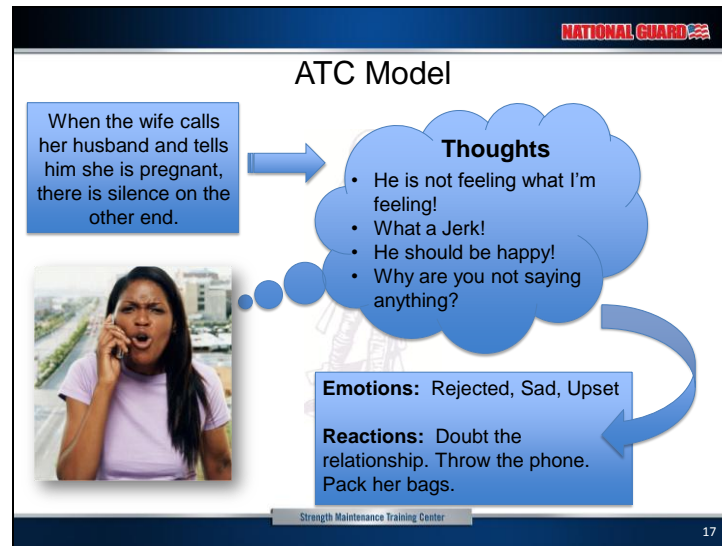 NATIONAL GUARD
ATC Model
When the wife calls
her husband and tells
him she is pregnant,
there is silence on the
other end.
Thoughts
• He is not feeling what I'm
feeling!
• What a Jerk!
• He should be happy!
• Why are you not saying
anything?
Emotions: Rejected, Sad, Upset
Reactions: Doubt the
relationship. Throw the phone.
Pack her bags.
Strength Maintenance Training Center
17